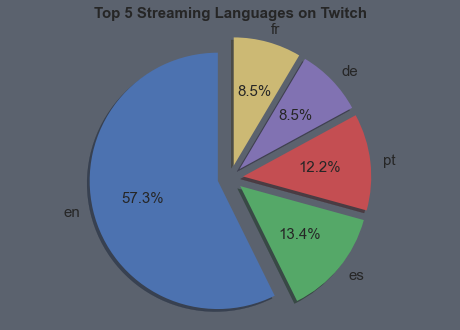 Top 5 Streaming Languages on Twitch
fr
de
8.5%
8.5%
pt
12.2%
57.3%
en
13.4%
es